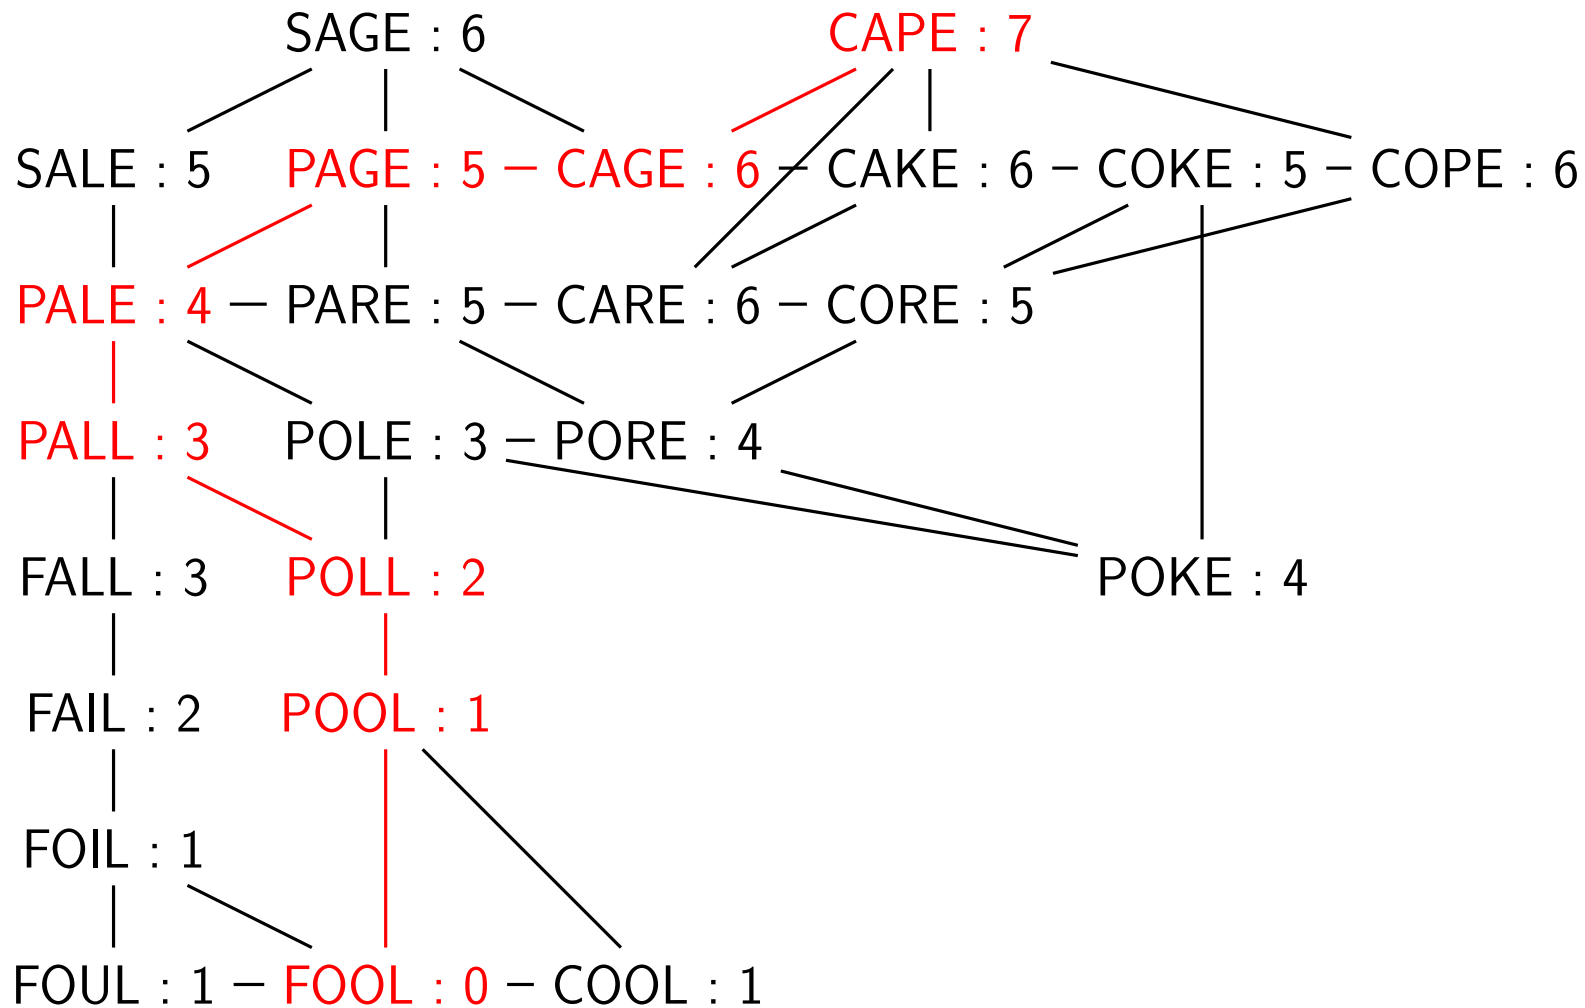 SAGE : 6 CAPE : 7
SALE : 5 PAGE : 5 CAGE : 6 CAKE : 6 COKE : 5 COPE : 6
PALE : 4 PARE : 5 CARE : 6 CORE : 5
PALL : 3 POLE : 3 PORE : 4
FALL : 3 POLL : 2 POKE : 4
FAIL : 2 POOL : 1
FOIL : 1
FOUL : 1 FOOL : 0 COOL : 1